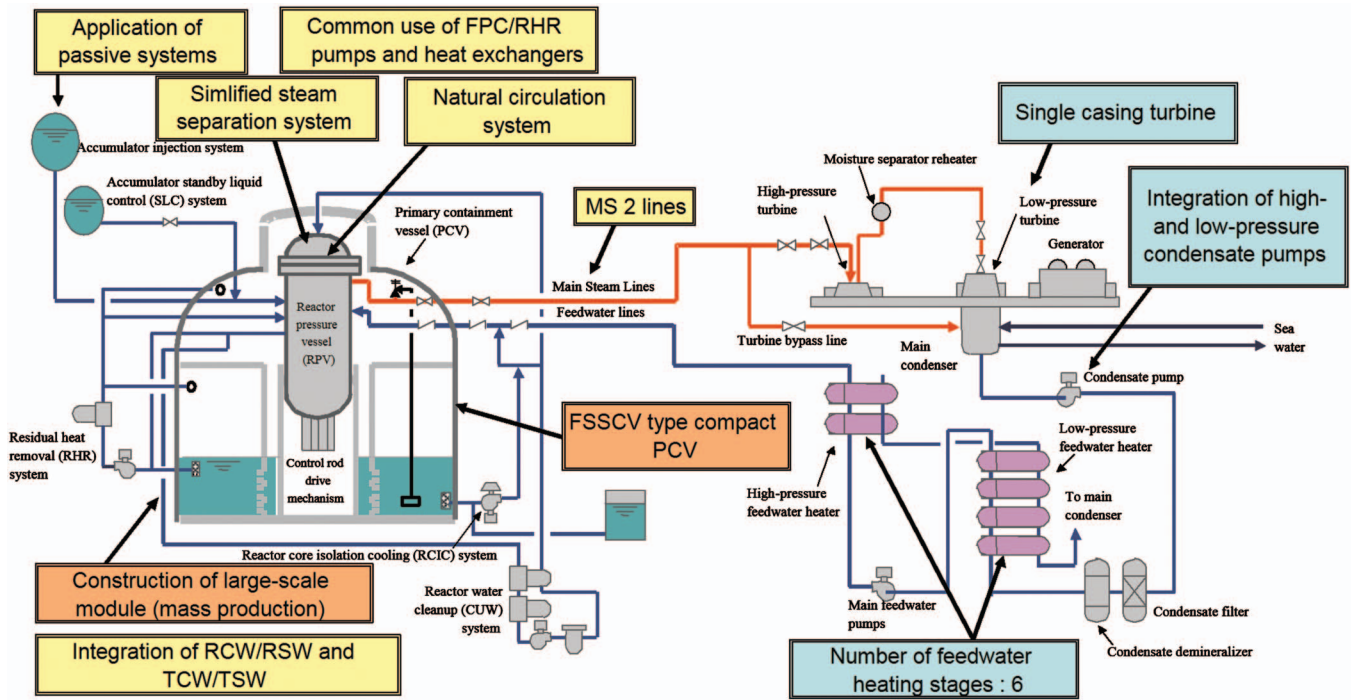 Application of
passive systems
Common use of FPC/RHR
pumps and heat exchangers
Simlified steam
separation system
Natural circulation
system
Single casing turbine
Accumulator injection system
Moisture separator reheater
Accumulator standby liquid
control (SLC) system
MS 2 lines
High-pressure
turbine
Low-pressure
turbine
Integration of high-
and low-pressure
condensate pumps
Primary containment
vessel (PCV)
Generator
Main Steam Lines
Feedwater lines
Reactor
pressure
vessel
(RPV)
Turbine bypass line
Main
condenser
Sea
water
Condensate pump
FSSCV type compact
PCV
Residual heat
removal (RHR)
system
Control rod
drive
mechanism
Low-pressure
feedwater heater
High-pressure
feedwater heater
To main
condenser
Reactor core isolation cooling (RCIC) system
Construction of large-scale
module (mass production)
Reactor water
cleanup (CUW)
system
Main feedwater
pumps
Condensate filter
Condensate demineralizer
Integration of RCW/RSW and
TCW/TSW
Number of feedwater
heating stages : 6